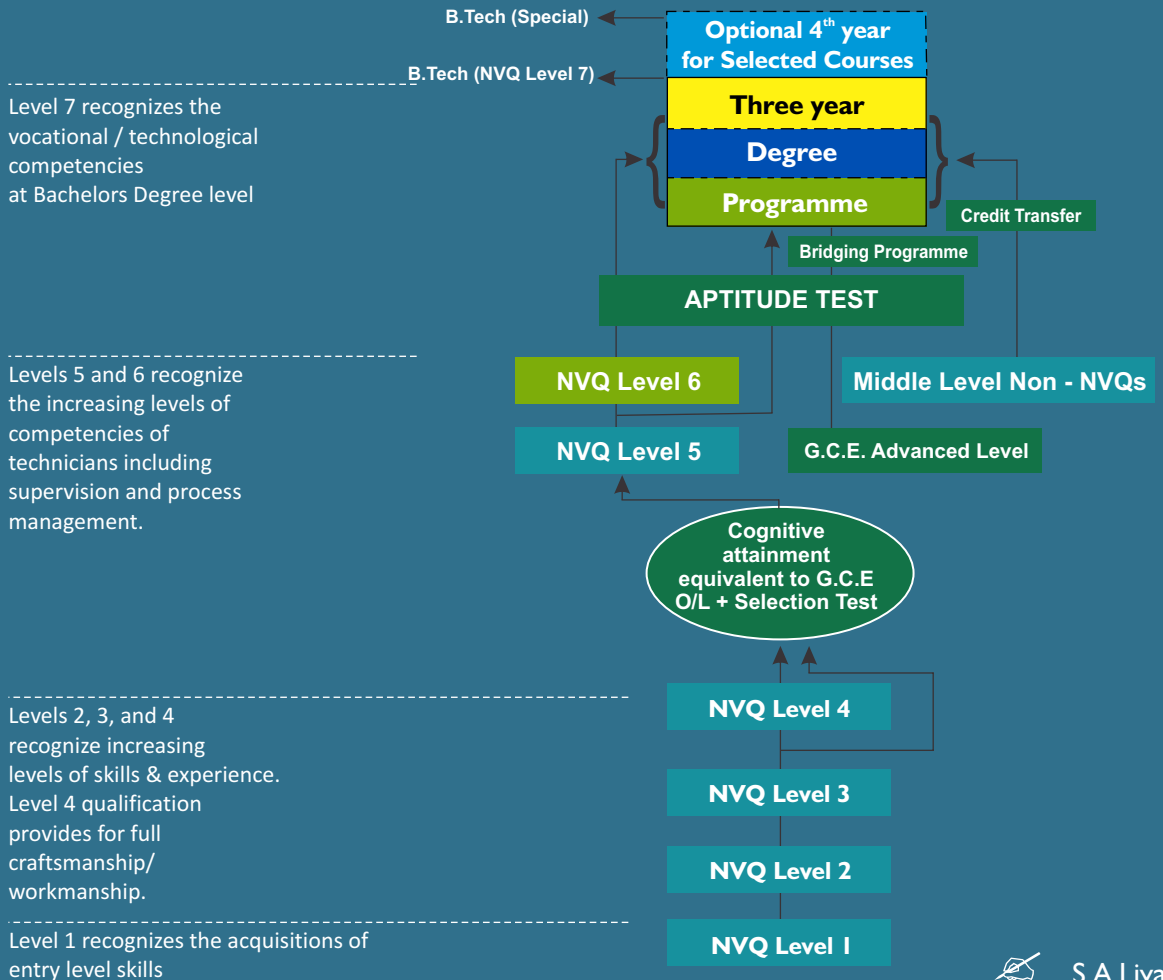 B.Tech (Special)
Optional 4th year
for Selected Courses
B.Tech (NVQ Level 7)
Level 7 recognizes the
vocational / technological
competencies
at Bachelors Degree level
Three year
Degree
Programme
Credit Transfer
Bridging Programme
APTITUDE TEST
Levels 5 and 6 recognize
the increasing levels of
competencies of
technicians including
supervision and process
management.
NVQ Level 6
Middle Level Non - NVQs
NVQ Level 5
G.C.E. Advanced Level
Cognitive
attainment
equivalent to G.C.E
O/L + Selection Test
Levels 2, 3, and 4
recognize increasing
levels of skills & experience.
Level 4 qualification
provides for full
craftsmanship/
workmanship.
NVQ Level 4
NVQ Level 3
NVQ Level 2
Level 1 recognizes the acquisitions of
entry level skills
NVQ Level 1
S.A Liya